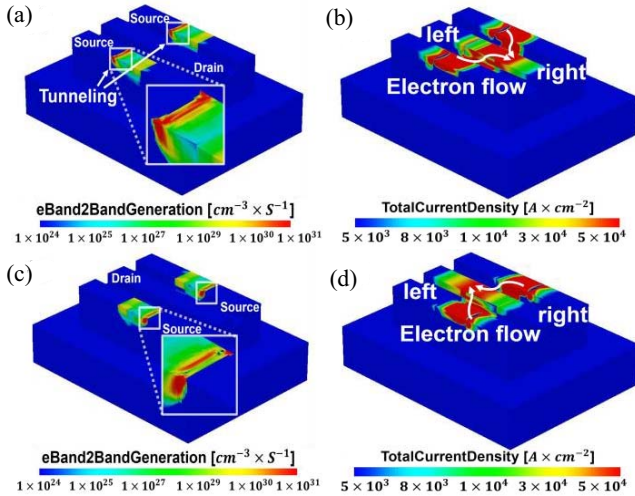 (a)
Source
Source
Drain
Tunneling
eBand2BandGeneration [cm⁻³ × S⁻¹]
1 × 10²⁴ 1 × 10²⁵ 1 × 10²⁷ 1 × 10²⁹ 1 × 10³⁰ 1 × 10³¹
(b)
left
right
Electron flow
TotalCurrentDensity [A × cm⁻²]
5 × 10³ 8 × 10³ 1 × 10⁴ 3 × 10⁴ 5 × 10⁴
(c)
Drain
Source
Source
eBand2BandGeneration [cm⁻³ × S⁻¹]
1 × 10²⁴ 1 × 10²⁵ 1 × 10²⁷ 1 × 10²⁹ 1 × 10³⁰ 1 × 10³¹
(d)
left
right
Electron flow
TotalCurrentDensity [A × cm⁻²]
5 × 10³ 8 × 10³ 1 × 10⁴ 3 × 10⁴ 5 × 10⁴